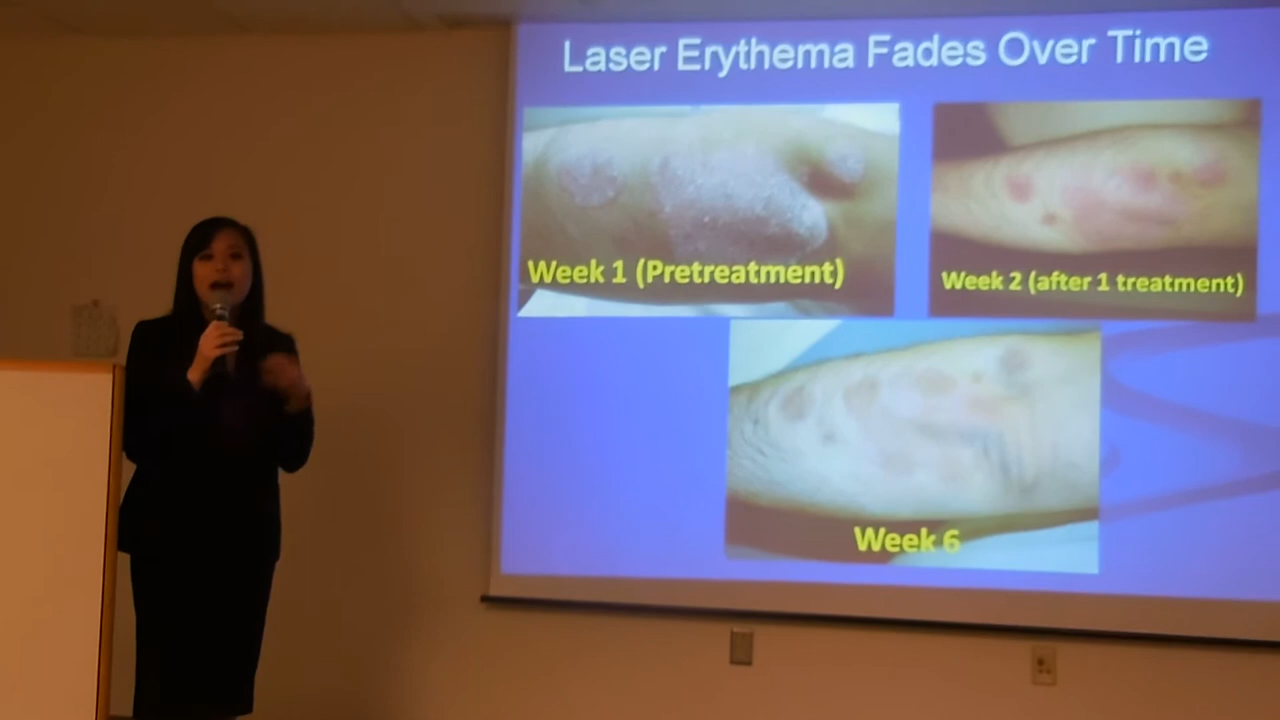 Laser Erythema Fades Over Time
Week 1 (Pretreatment)
Week 2 (after 1 treatment)
Week 6